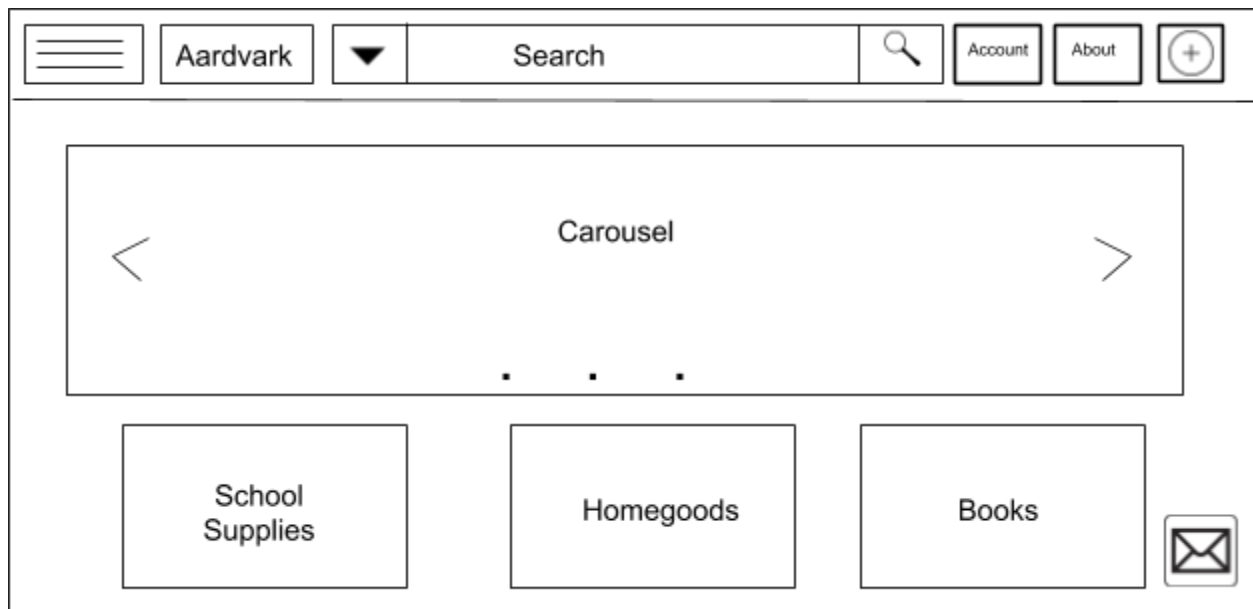 Aardvark
Search
Account
About
Carousel
School
Supplies
Homegoods
Books